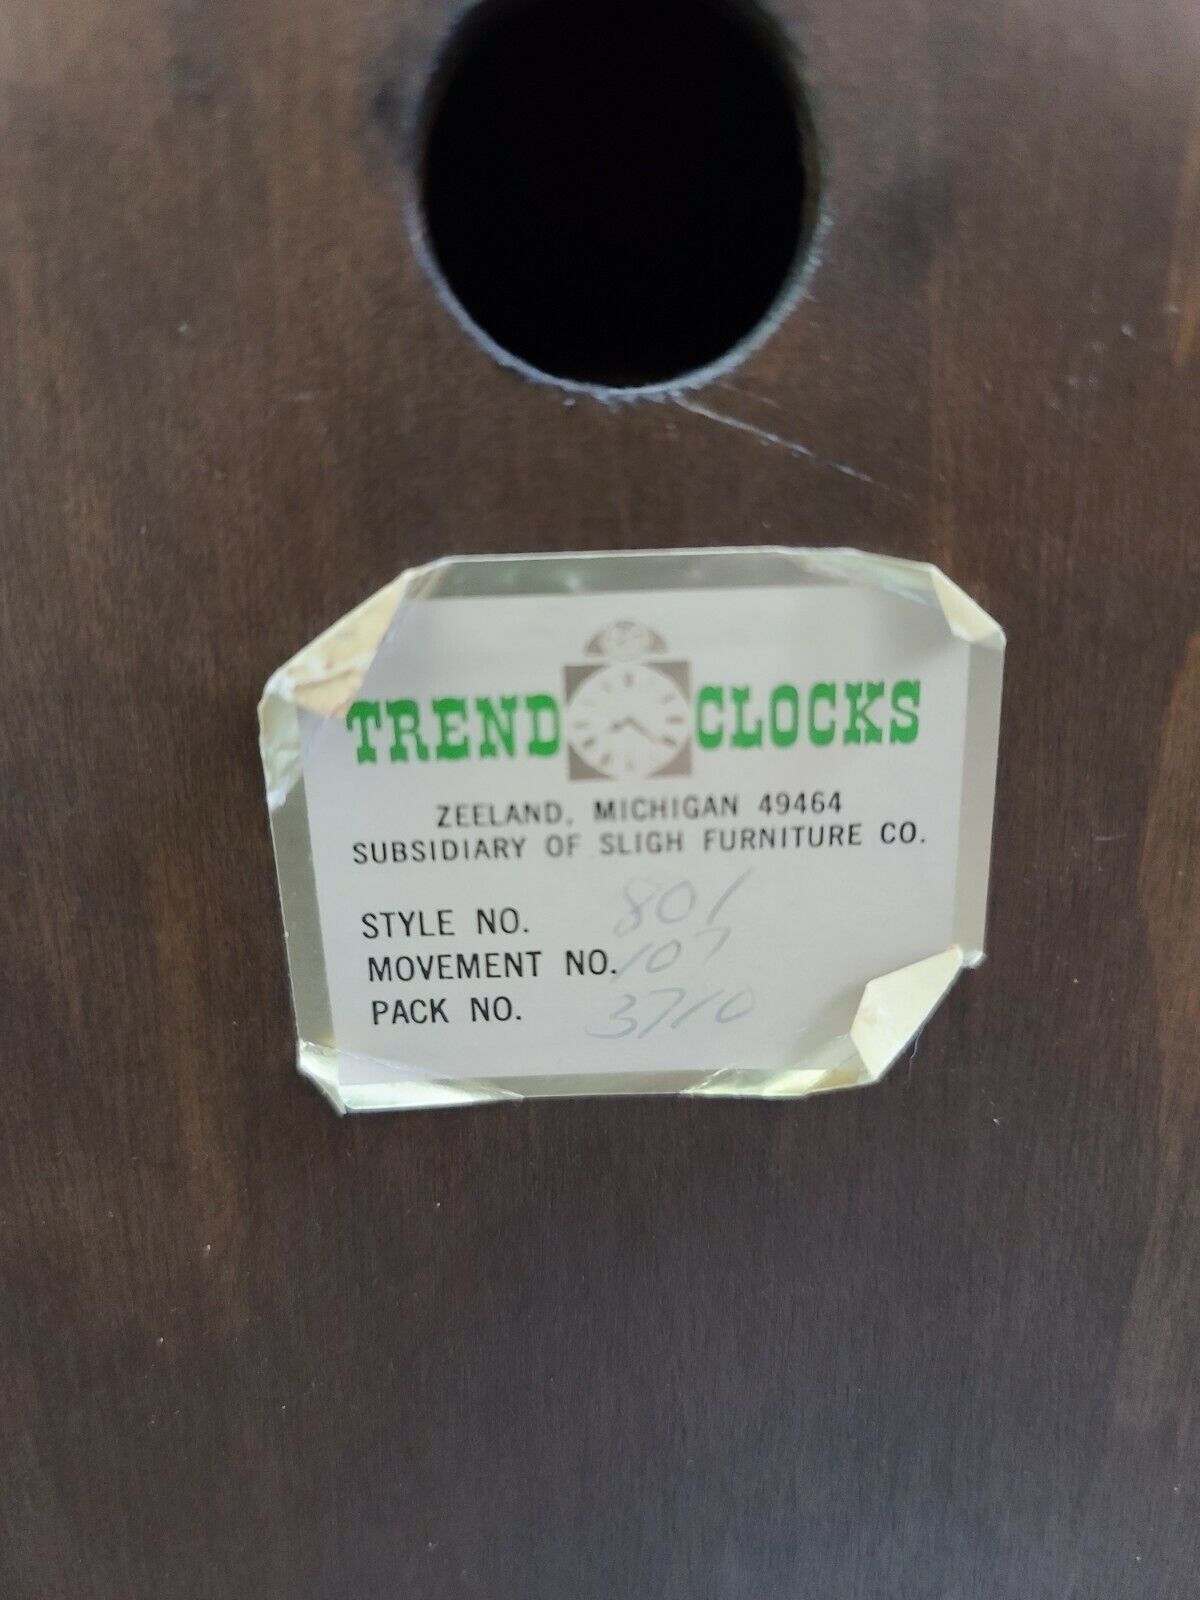 TREND CLOCKS
ZEELAND, MICHIGAN 49464
SUBSIDIARY OF SLIGH FURNITURE CO.
STYLE NO. 801
MOVEMENT NO. 107
PACK NO. 3710